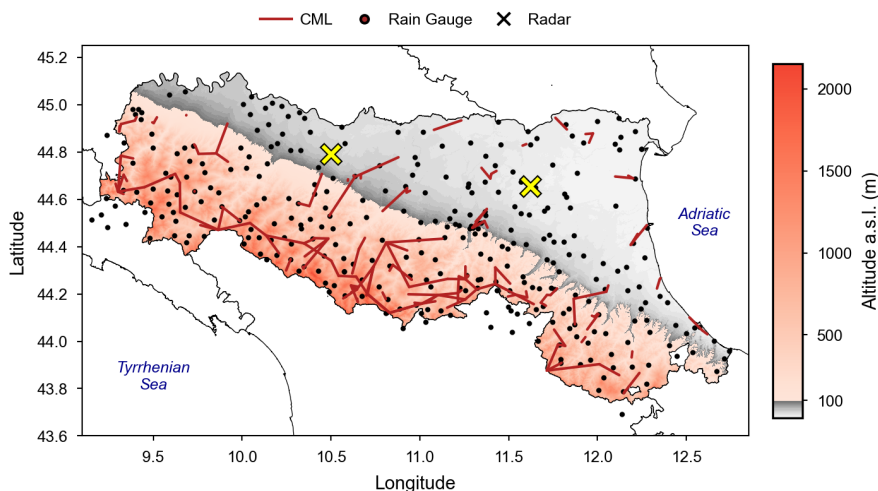 CML Rain Gauge Radar
45.2
45.0
44.8
44.6
44.4
44.2
44.0
43.8
43.6
Latitude
9.5 10.0 10.5 11.0 11.5 12.0 12.5
Longitude
Adriatic
Sea
Tyrrhenian
Sea
2000
1500
1000
500
100
Altitude a.s.l. (m)